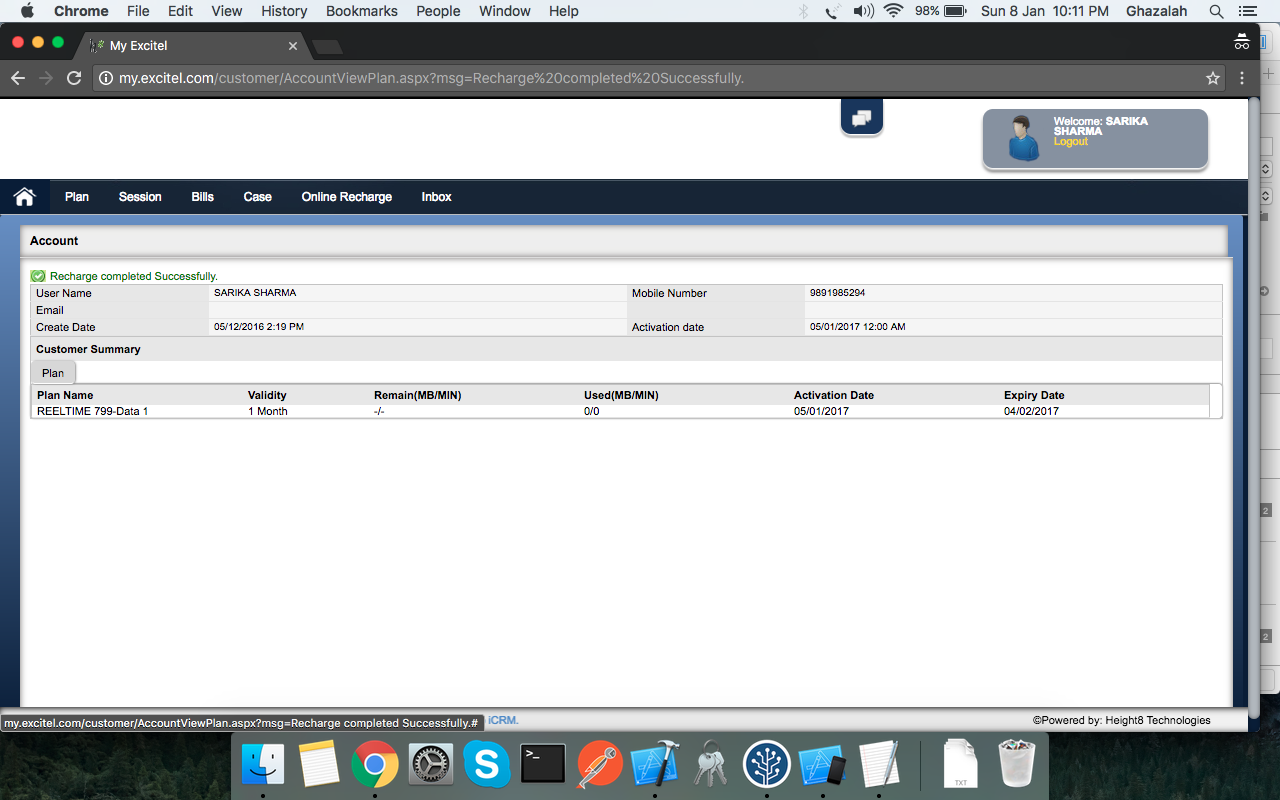 Chrome File Edit View History Bookmarks People Window Help 98% Sun 8 Jan 10:11 PM Ghazalah
My Excitel
my.excitel.com/customer/AccountViewPlan.aspx?msg=Recharge%20completed%20Successfully.
Welcome: SARIKA
SHARMA
Logout
Plan Session Bills Case Online Recharge Inbox
Account
Recharge completed Successfully.
User Name SARIKA SHARMA Mobile Number 9891985294
Email
Create Date 05/12/2016 2:19 PM Activation date 05/01/2017 12:00 AM
Customer Summary
Plan
Plan Name Validity Remain(MB/MIN) Used(MB/MIN) Activation Date Expiry Date
REELTIME 799-Data 1 1 Month -/- 0/0 05/01/2017 04/02/2017
2
2
my.excitel.com/customer/AccountViewPlan.aspx?msg=Recharge completed Successfully.# iCRM. ©Powered by: Height8 Technologies
S
>_
TXT